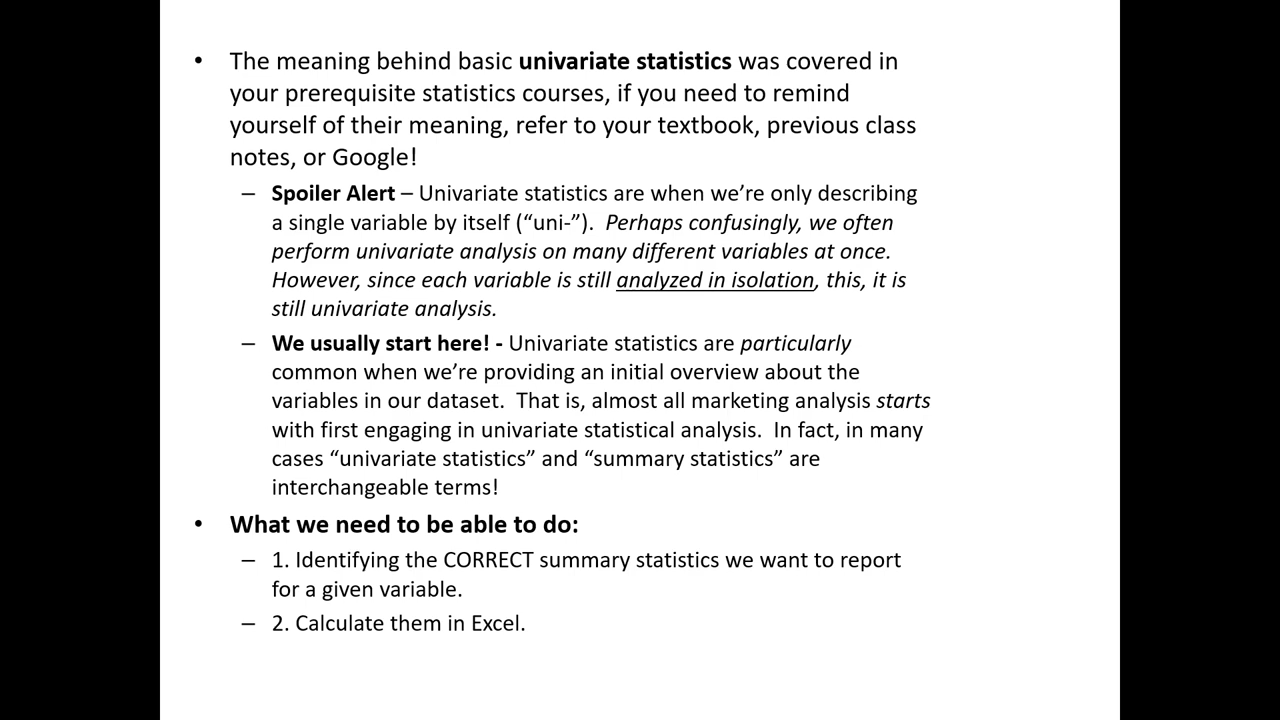 • The meaning behind basic univariate statistics was covered in
your prerequisite statistics courses, if you need to remind
yourself of their meaning, refer to your textbook, previous class
notes, or Google!
– Spoiler Alert – Univariate statistics are when we’re only describing
a single variable by itself (“uni-”).  Perhaps confusingly, we often
perform univariate analysis on many different variables at once.
However, since each variable is still analyzed in isolation, this, it is
still univariate analysis.
– We usually start here! - Univariate statistics are particularly
common when we’re providing an initial overview about the
variables in our dataset.  That is, almost all marketing analysis starts
with first engaging in univariate statistical analysis.  In fact, in many
cases “univariate statistics” and “summary statistics” are
interchangeable terms!
• What we need to be able to do:
– 1. Identifying the CORRECT summary statistics we want to report
for a given variable.
– 2. Calculate them in Excel.